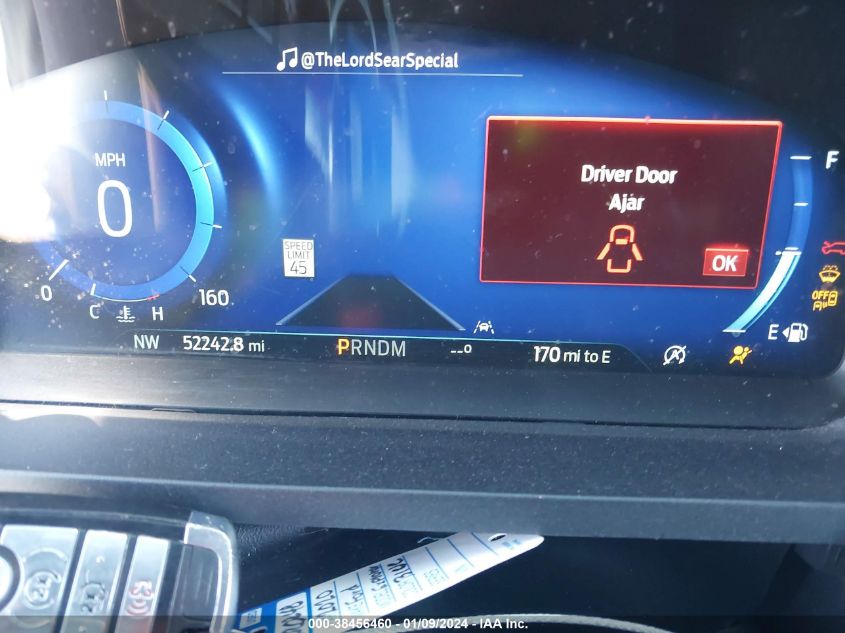 @TheLordSearSpecial
MPH
0
SPEED
LIMIT
45
0
160
C
H
Driver Door
Ajar
OK
F
E
OFF
NW
52242.8 mi
PRNDM
--°
170 mi to E
000-38456460 - 01/09/2024 - IAA Inc.